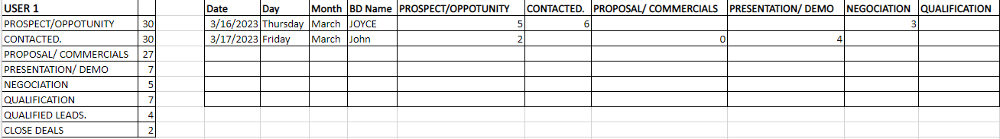 USER 1 Date Day Month BD Name PROSPECT/OPPOTUNITY CONTACTED. PROPOSAL/ COMMERCIALS PRESENTATION/ DEMO NEGOCIATION QUALIFICATION
PROSPECT/OPPOTUNITY 30 3/16/2023 Thursday March JOYCE 5 6 3
CONTACTED. 30 3/17/2023 Friday March John 2 0 4
PROPOSAL/ COMMERCIALS 27
PRESENTATION/ DEMO 7
NEGOCIATION 5
QUALIFICATION 7
QUALIFIED LEADS. 4
CLOSE DEALS 2